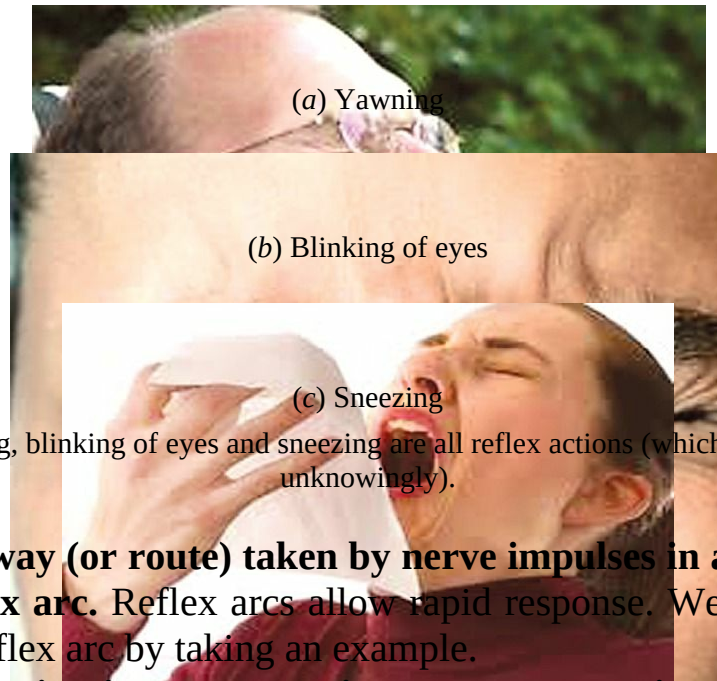 (a) Yawning
(b) Blinking of eyes
(c) Sneezing
g, blinking of eyes and sneezing are all reflex actions (which
unknowingly).
way (or route) taken by nerve impulses in a
x arc. Reflex arcs allow rapid response. We
flex arc by taking an example.